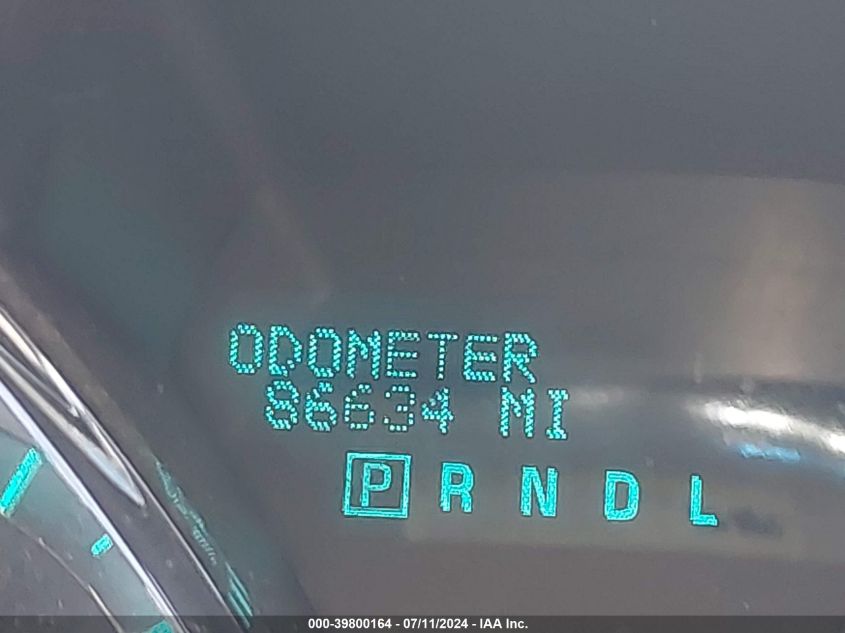 ODOMETER
86634 MI
P R N D L
000-39800164 - 07/11/2024 - IAA Inc.